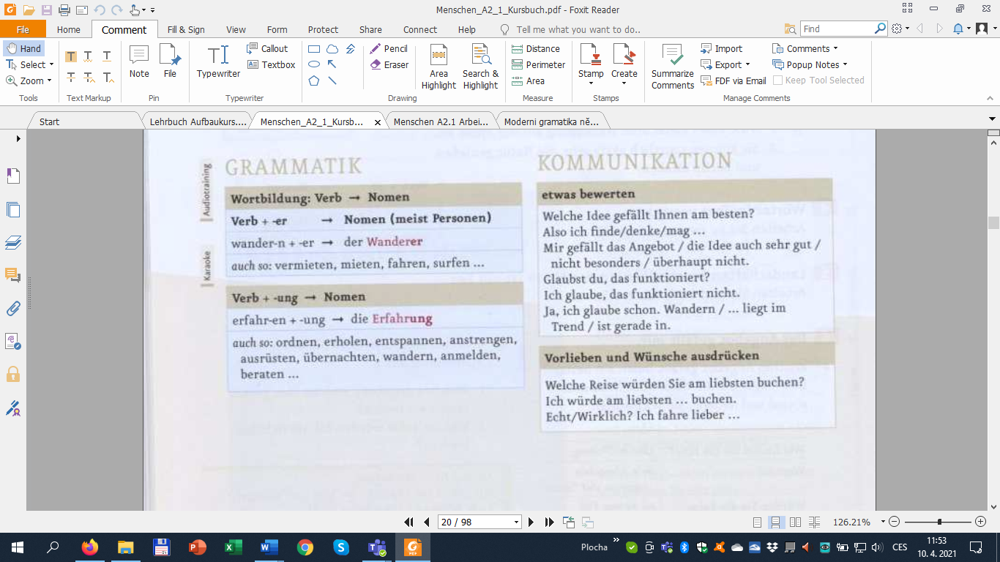 Menschen_A2_1_Kursbuch.pdf - Foxit Reader
File Home Comment Fill & Sign View Form Protect Share Connect Help Tell me what you want to do.. Find
Hand
Select
Zoom
Tools
Text Markup
Note
File
Pin
Typewriter
Callout
Textbox
Typewriter
Pencil
Eraser
Area Highlight
Search & Highlight
Drawing
Distance
Perimeter
Area
Measure
Stamp
Create
Stamps
Summarize Comments
Import
Export
FDF via Email
Comments
Popup Notes
Keep Tool Selected
Manage Comments
Start
Lehrbuch Aufbaukurs....
Menschen_A2_1_Kursb...
Menschen A2.1 Arbei...
Moderni gramatika ně...
Audiotraining
Karaoke
GRAMMATIK
Wortbildung: Verb → Nomen
Verb + -er → Nomen (meist Personen)
wander-n + -er → der Wanderer
auch so: vermieten, mieten, fahren, surfen ...
Verb + -ung → Nomen
erfahr-en + -ung → die Erfahrung
auch so: ordnen, erholen, entspannen, anstrengen,
ausrüsten, übernachten, wandern, anmelden,
beraten ...
KOMMUNIKATION
etwas bewerten
Welche Idee gefällt Ihnen am besten?
Also ich finde/denke/mag ...
Mir gefällt das Angebot / die Idee auch sehr gut /
nicht besonders / überhaupt nicht.
Glaubst du, das funktioniert?
Ich glaube, das funktioniert nicht.
Ja, ich glaube schon. Wandern / ... liegt im
Trend / ist gerade in.
Vorlieben und Wünsche ausdrücken
Welche Reise würden Sie am liebsten buchen?
Ich würde am liebsten ... buchen.
Echt/Wirklich? Ich fahre lieber ...
20 / 98
126.21%
Plocha
CES
11:53
10. 4. 2021